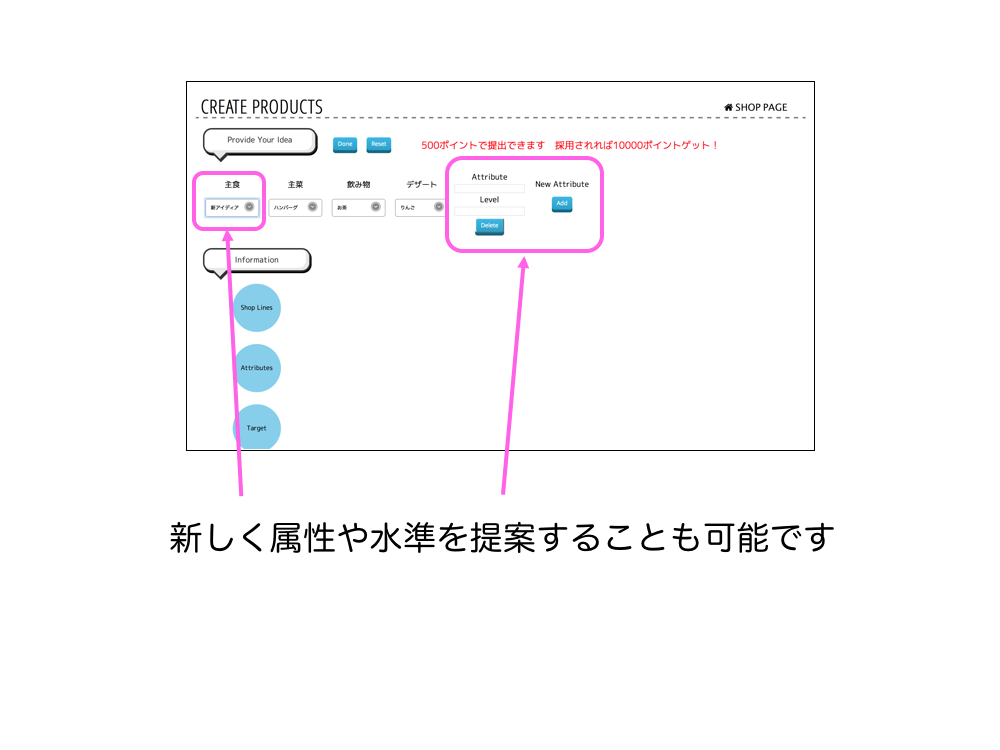 CREATE PRODUCTS
SHOP PAGE
Provide Your Idea
Done
Reset
500ポイントで提出できます 採用されれば10000ポイントゲット！
主食
主菜
飲み物
デザート
Attribute
New Attribute
新アイディア
ハンバーグ
お茶
りんご
Level
Add
Delete
Information
Shop Lines
Attributes
Target
新しく属性や水準を提案することも可能です